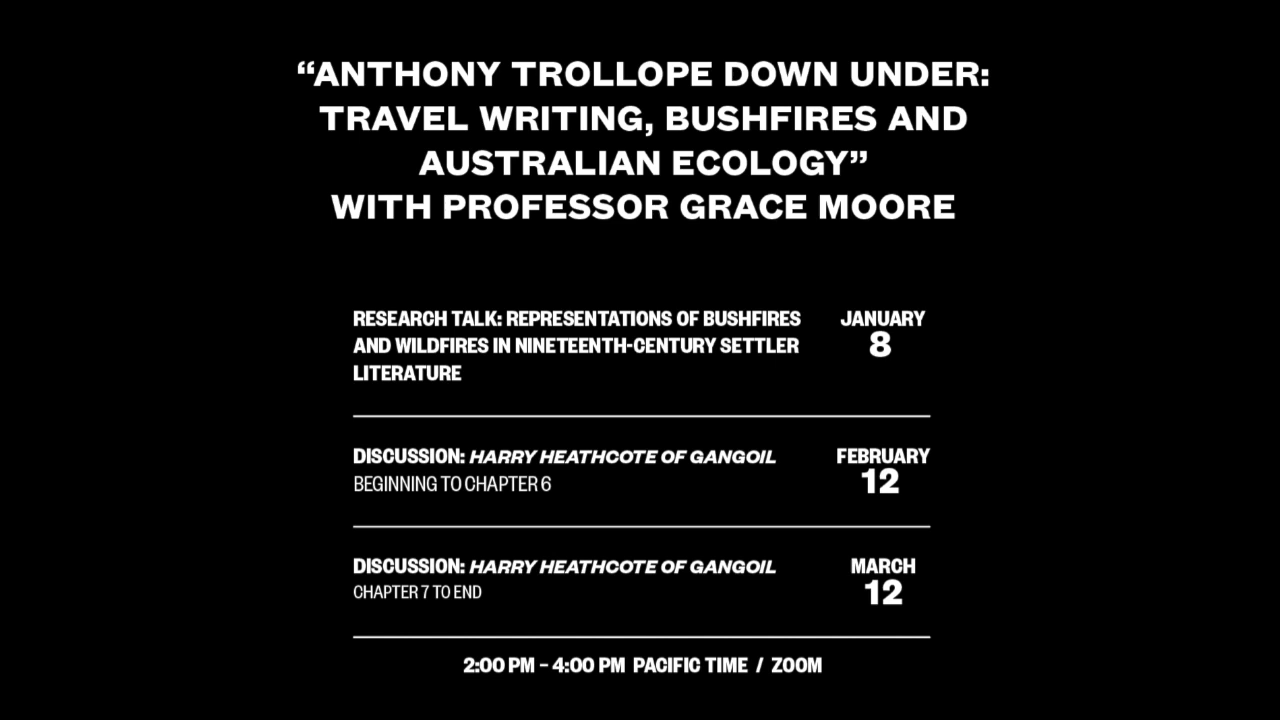 “ANTHONY TROLLOPE DOWN UNDER:
TRAVEL WRITING, BUSHFIRES AND
AUSTRALIAN ECOLOGY”
WITH PROFESSOR GRACE MOORE
RESEARCH TALK: REPRESENTATIONS OF BUSHFIRES
AND WILDFIRES IN NINETEENTH-CENTURY SETTLER
LITERATURE
JANUARY
8
DISCUSSION: HARRY HEATHCOTE OF GANGOIL
BEGINNING TO CHAPTER 6
FEBRUARY
12
DISCUSSION: HARRY HEATHCOTE OF GANGOIL
CHAPTER 7 TO END
MARCH
12
2:00 PM – 4:00 PM PACIFIC TIME / ZOOM